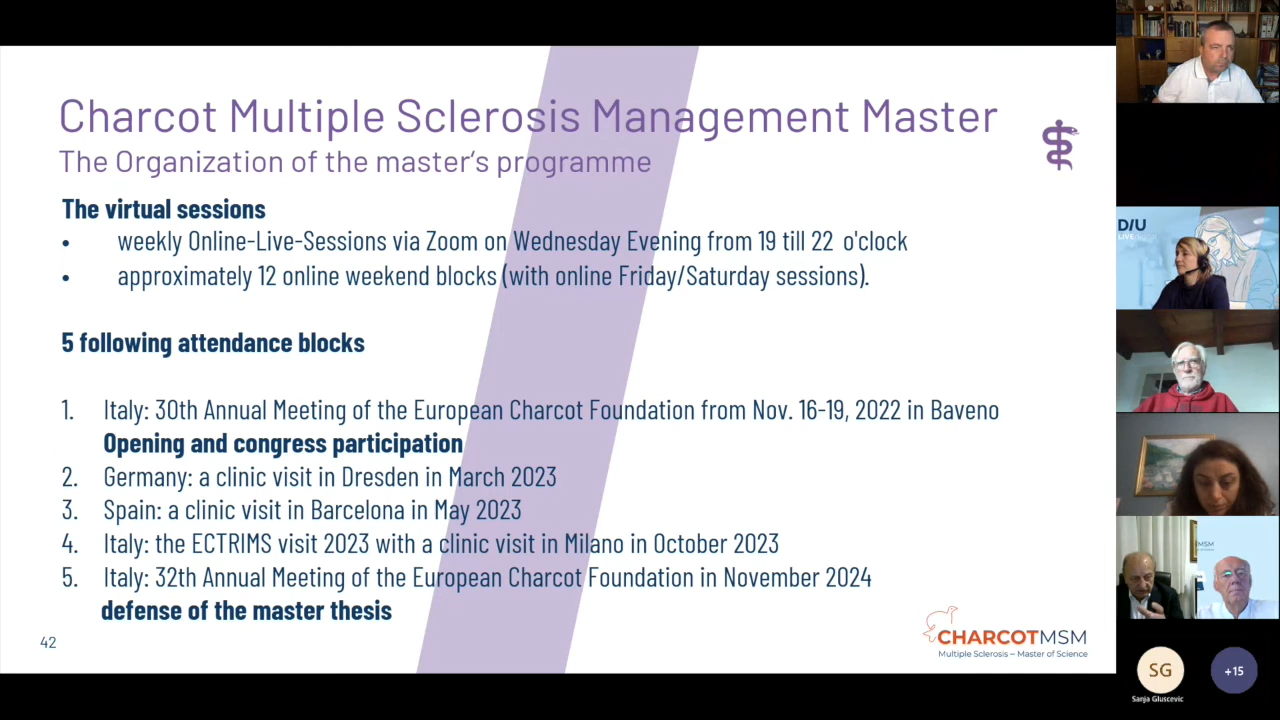 Charcot Multiple Sclerosis Management Master
The Organization of the master's programme
The virtual sessions
• weekly Online-Live-Sessions via Zoom on Wednesday Evening from 19 till 22 o'clock
• approximately 12 online weekend blocks (with online Friday/Saturday sessions).
5 following attendance blocks
1. Italy: 30th Annual Meeting of the European Charcot Foundation from Nov. 16-19, 2022 in Baveno
Opening and congress participation
2. Germany: a clinic visit in Dresden in March 2023
3. Spain: a clinic visit in Barcelona in May 2023
4. Italy: the ECTRIMS visit 2023 with a clinic visit in Milano in October 2023
5. Italy: 32th Annual Meeting of the European Charcot Foundation in November 2024
defense of the master thesis
42
CHARCOTMSM
Multiple Sclerosis – Master of Science
DIU
LIVE
MSM
SG
Sanja Gluscevic
+15